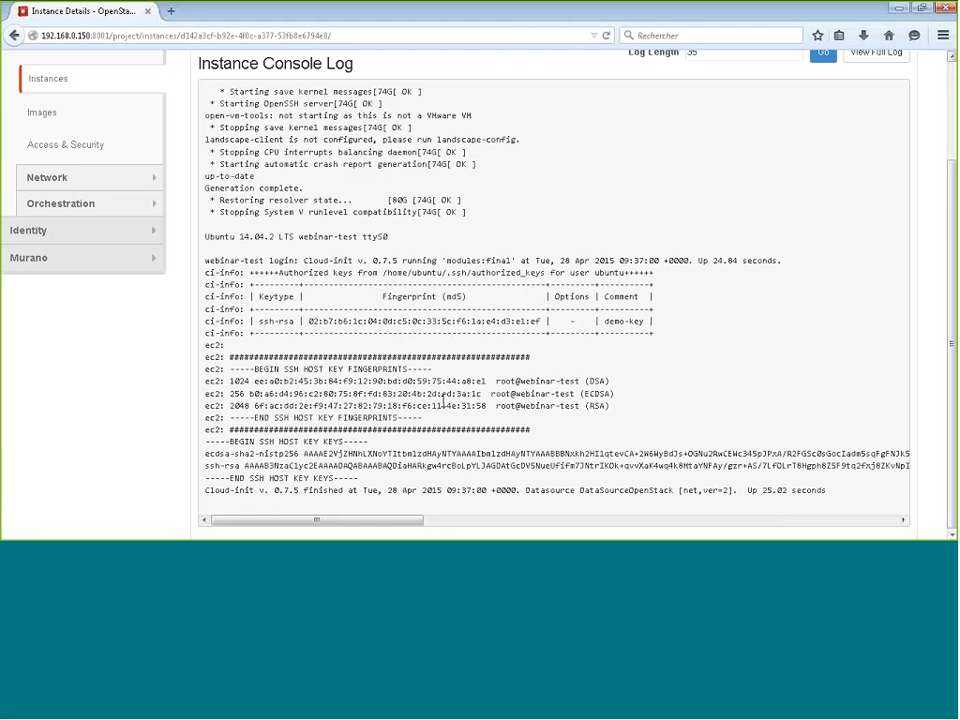 Instance Details - OpenSta...
192.168.0.150:8001/project/instances/d142a3cf-b92e-4f0c-a377-53fb8e6794e8/
Rechercher
Instances
Images
Access & Security
Network
Orchestration
Identity
Murano
Log Length 35 Go View Full Log
Instance Console Log
* Starting save kernel messages[74G[ OK ]
* Starting OpenSSH server[74G[ OK ]
open-vm-tools: not starting as this is not a VMware VM
* Stopping save kernel messages[74G[ OK ]
landscape-client is not configured, please run landscape-config.
* Stopping CPU interrupts balancing daemon[74G[ OK ]
* Starting automatic crash report generation[74G[ OK ]
up-to-date
Generation complete.
* Restoring resolver state... [80G [74G[ OK ]
* Stopping System V runlevel compatibility[74G[ OK ]
Ubuntu 14.04.2 LTS webinar-test ttyS0
webinar-test login: Cloud-init v. 0.7.5 running 'modules:final' at Tue, 28 Apr 2015 09:37:00 +0000. Up 24.84 seconds.
ci-info: ++++++Authorized keys from /home/ubuntu/.ssh/authorized_keys for user ubuntu++++++
ci-info: +---------+-------------------------------------------------+---------+----------+
ci-info: | Keytype | Fingerprint (md5) | Options | Comment |
ci-info: +---------+-------------------------------------------------+---------+----------+
ci-info: | ssh-rsa | 02:b7:b6:1c:04:0d:c5:0c:33:5c:f6:1a:e4:d3:e1:ef | - | demo-key |
ci-info: +---------+-------------------------------------------------+---------+----------+
ec2:
ec2: #############################################################
ec2: -----BEGIN SSH HOST KEY FINGERPRINTS-----
ec2: 1024 ee:a0:b2:45:3b:84:f9:12:90:bd:d0:59:75:44:a8:e1 root@webinar-test (DSA)
ec2: 256 b0:a6:d4:96:c2:80:75:8f:fd:83:20:4b:2d:ed:3a:1c root@webinar-test (ECDSA)
ec2: 2048 6f:ac:dd:2e:f9:47:27:82:79:18:f6:ce:11:4e:31:58 root@webinar-test (RSA)
ec2: -----END SSH HOST KEY FINGERPRINTS-----
ec2: #############################################################
-----BEGIN SSH HOST KEY KEYS-----
ecdsa-sha2-nistp256
ssh-rsa
-----END SSH HOST KEY KEYS-----
Cloud-init v. 0.7.5 finished at Tue, 28 Apr 2015 09:37:00 +0000. Datasource DataSourceOpenStack [net,ver=2]. Up 25.02 seconds